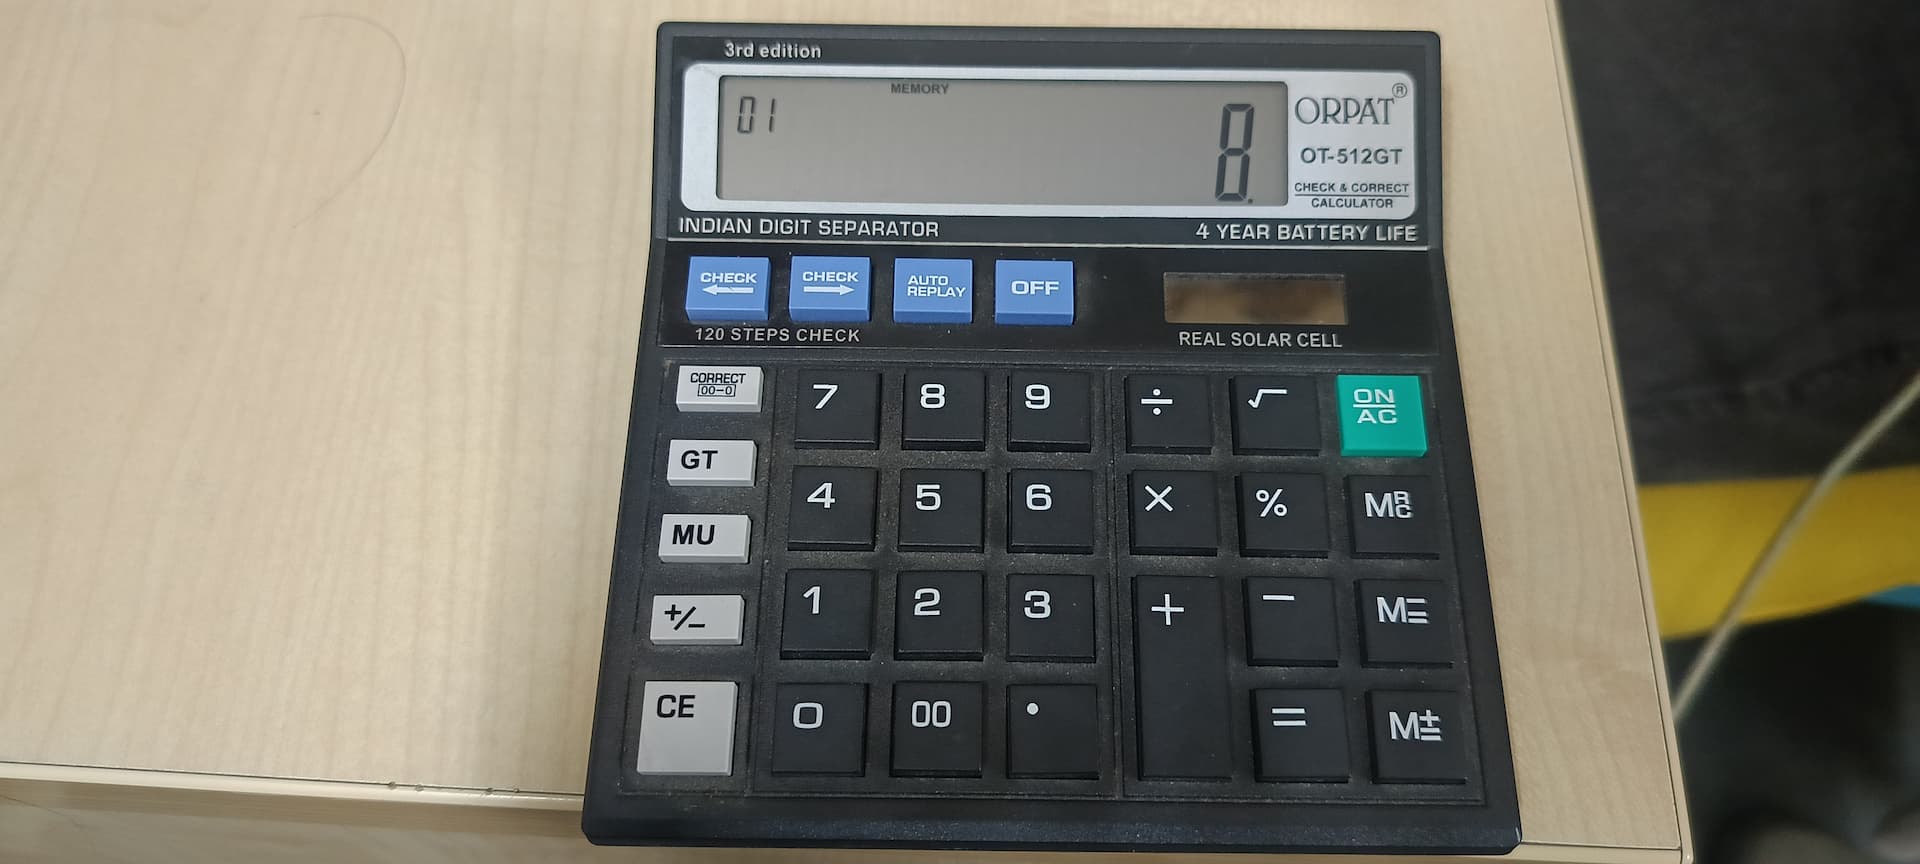 3rd edition
MEMORY
01
8.
ORPAT®
OT-512GT
CHECK & CORRECT
CALCULATOR
INDIAN DIGIT SEPARATOR
4 YEAR BATTERY LIFE
CHECK ← CHECK → AUTO REPLAY OFF
120 STEPS CHECK
REAL SOLAR CELL
CORRECT 00→0 7 8 9 ÷ √ ON/AC
GT 4 5 6 × % MRC
MU 1 2 3 + − M=
+/− 0 00 • = M±
CE